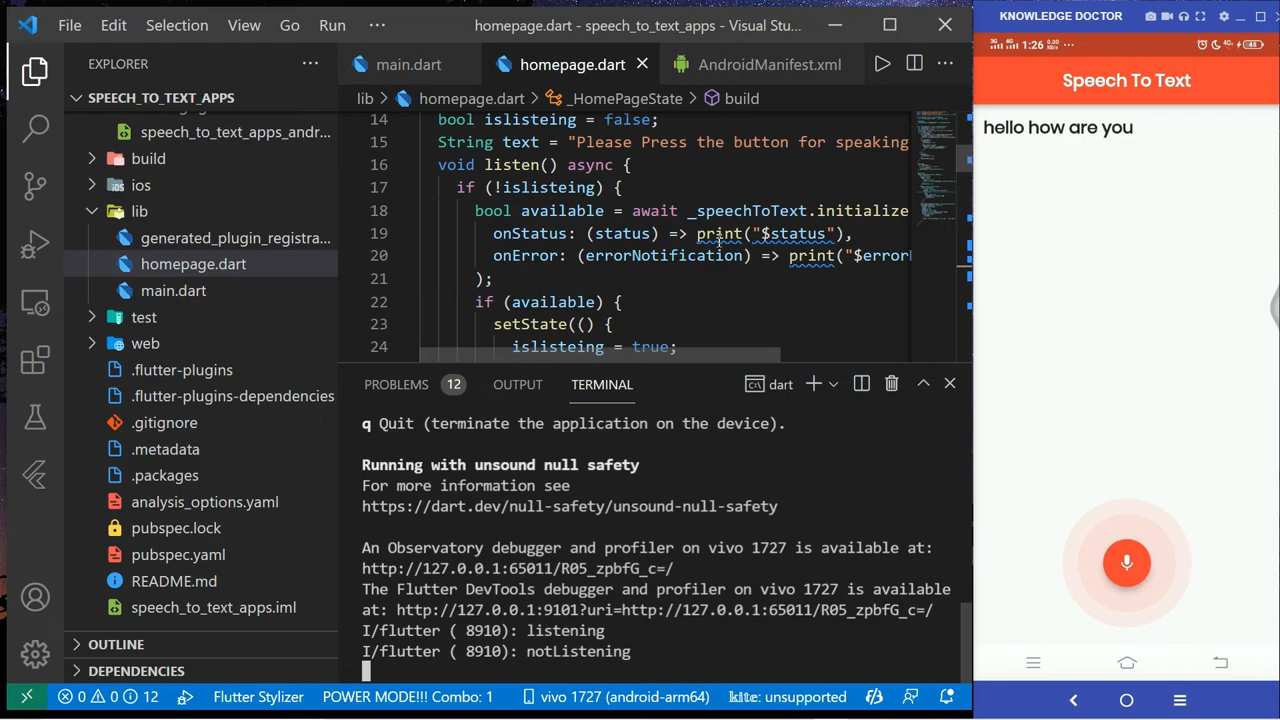 File Edit Selection View Go Run ··· homepage.dart - speech_to_text_apps - Visual Stu...
EXPLORER ···
SPEECH_TO_TEXT_APPS
speech_to_text_apps_andr...
build
ios
lib
generated_plugin_registra...
homepage.dart
main.dart
test
web
.flutter-plugins
.flutter-plugins-dependencies
.gitignore
.metadata
.packages
analysis_options.yaml
pubspec.lock
pubspec.yaml
README.md
speech_to_text_apps.iml
OUTLINE
DEPENDENCIES
main.dart homepage.dart AndroidManifest.xml ···
lib > homepage.dart > _HomePageState > build
14 bool islisteing = false;
15 String text = "Please Press the button for speaking
16 void listen() async {
17 if (!islisteing) {
18 bool available = await _speechToText.initialize
19 onStatus: (status) => print("$status"),
20 onError: (errorNotification) => print("$errorN
21 );
22 if (available) {
23 setState(() {
24 islisteing = true;
PROBLEMS 12 OUTPUT TERMINAL dart
q Quit (terminate the application on the device).
Running with unsound null safety
For more information see
https://dart.dev/null-safety/unsound-null-safety
An Observatory debugger and profiler on vivo 1727 is available at:
http://127.0.0.1:65011/R05_zpbfG_c=/
The Flutter DevTools debugger and profiler on vivo 1727 is available
at: http://127.0.0.1:9101?uri=http://127.0.0.1:65011/R05_zpbfG_c=/
I/flutter ( 8910): listening
I/flutter ( 8910): notListening
0 0 12 Flutter Stylizer POWER MODE!!! Combo: 1 vivo 1727 (android-arm64) kite: unsupported
KNOWLEDGE DOCTOR
1:26 ··· 48
Speech To Text
hello how are you